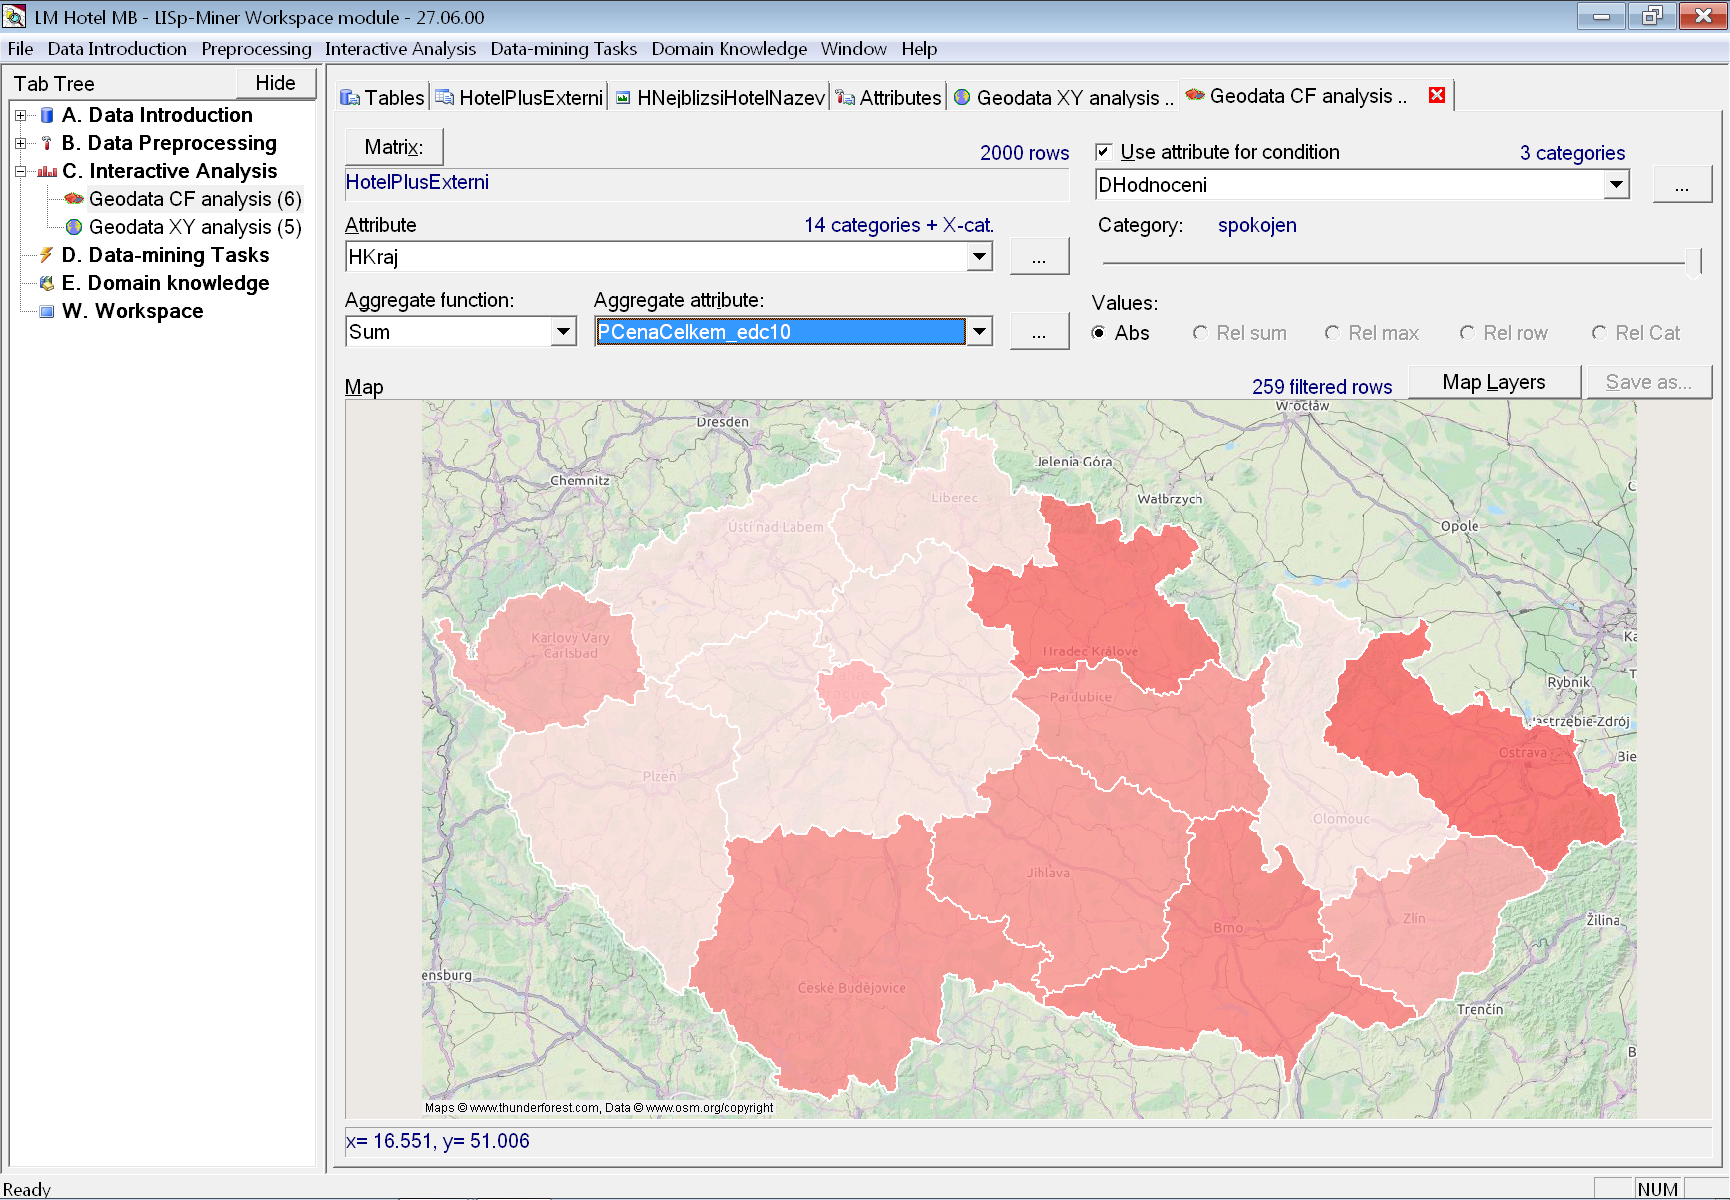 LM Hotel MB - LISp-Miner Workspace module - 27.06.00
File Data Introduction Preprocessing Interactive Analysis Data-mining Tasks Domain Knowledge Window Help
Tab Tree Hide
A. Data Introduction
B. Data Preprocessing
C. Interactive Analysis
Geodata CF analysis (6)
Geodata XY analysis (5)
D. Data-mining Tasks
E. Domain knowledge
W. Workspace
Tables HotelPlusExterni HNejblizsiHotelNazev Attributes Geodata XY analysis .. Geodata CF analysis ..
Matrix: 2000 rows
HotelPlusExterni
Use attribute for condition 3 categories
DHodnoceni ...
Attribute 14 categories + X-cat.
HKraj ...
Category: spokojen
Aggregate function: Aggregate attribute:
Sum PCenaCelkem_edc10 ...
Values:
Abs Rel sum Rel max Rel row Rel Cat
Map 259 filtered rows Map Layers Save as...
Wrocław
Dresden
Jelenia Góra
Chemnitz
Liberec
Wałbrzych
Ústí nad Labem
Opole
Karlovy Vary
Carlsbad
Hradec Králové
Rybnik
Pardubice
Jastrzębie-Zdrój
Ostrava
Plzeň
Olomouc
Jihlava
Zlín
Žilina
Brno
ensburg
České Budějovice
Trenčín
Maps © www.thunderforest.com, Data © www.osm.org/copyright
x= 16.551, y= 51.006
Ready NUM